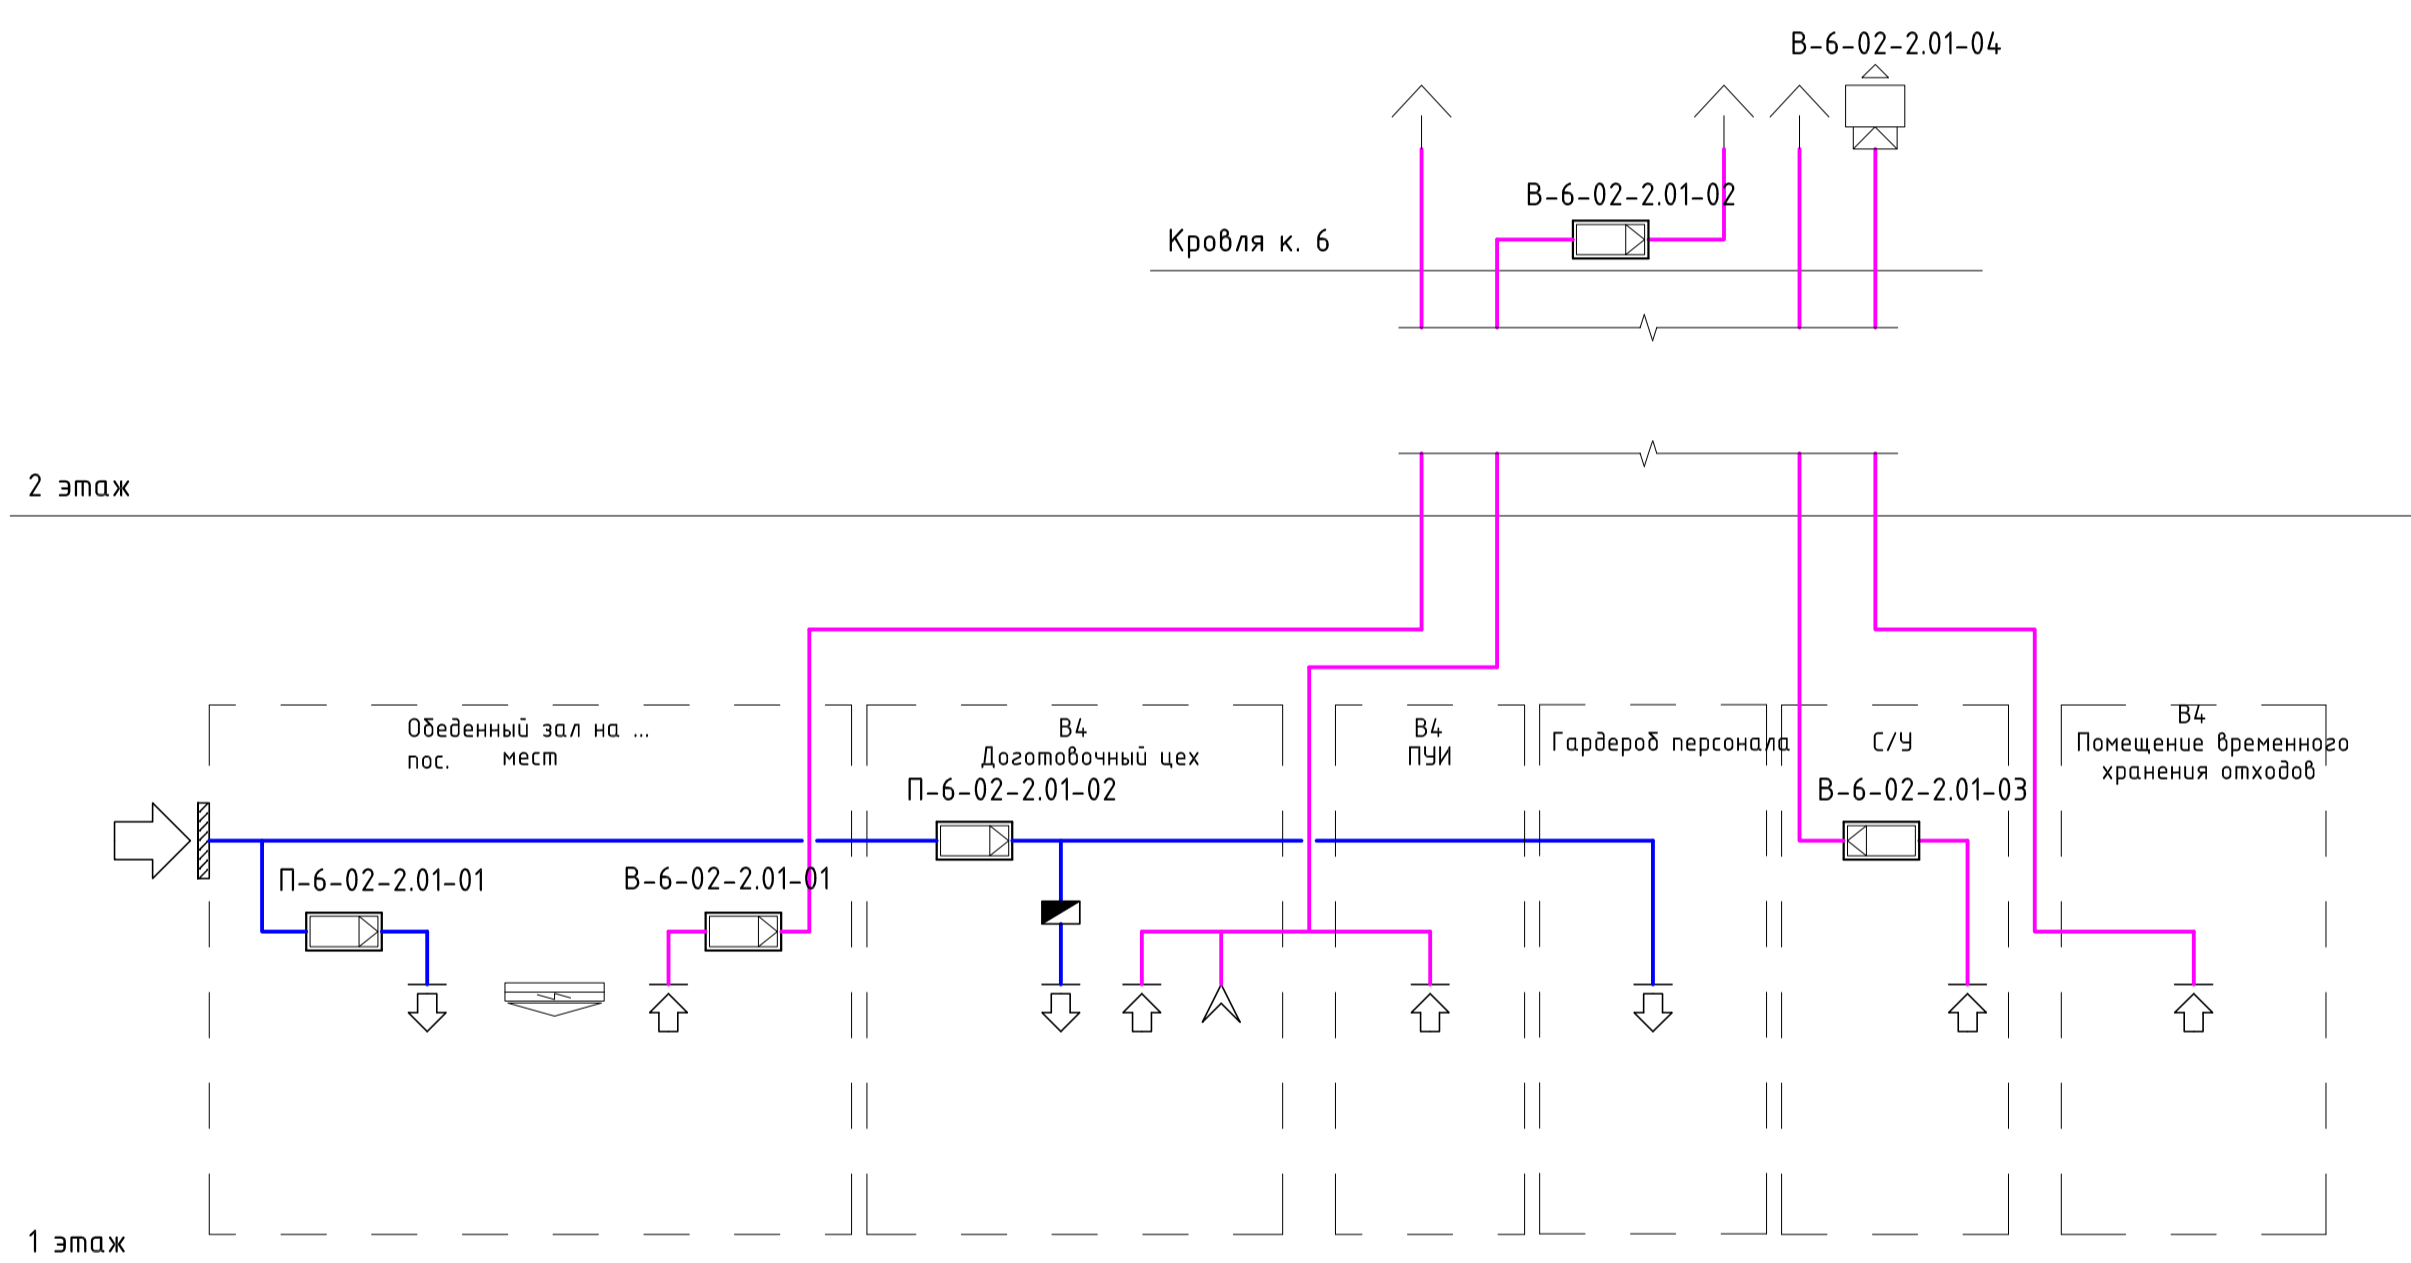 В-6-02-2.01-04
В-6-02-2.01-02
Кровля к. 6
2 этаж
Обеденный зал на ...
пос. мест
В4
Доготовочный цех
В4
ПУИ
Гардероб персонала
С/У
В4
Помещение временного
хранения отходов
П-6-02-2.01-02
В-6-02-2.01-03
П-6-02-2.01-01
В-6-02-2.01-01
1 этаж